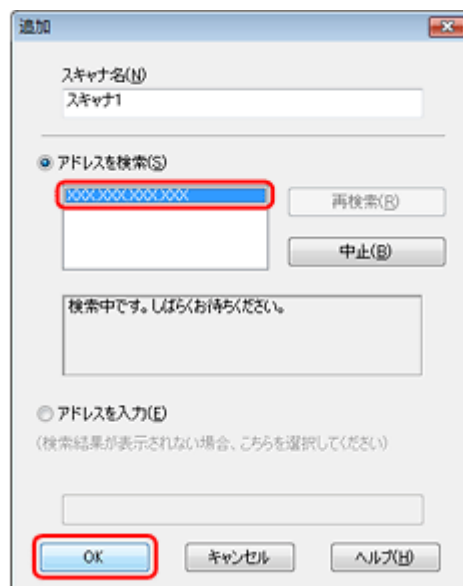 追加
スキャナ名(N)
スキャナ1
アドレスを検索(S)
XXX.XXX.XXX.XXX
再検索(R)
中止(B)
検索中です。しばらくお待ちください。
アドレスを入力(E)
(検索結果が表示されない場合、こちらを選択してください)
OK
キャンセル
ヘルプ(H)